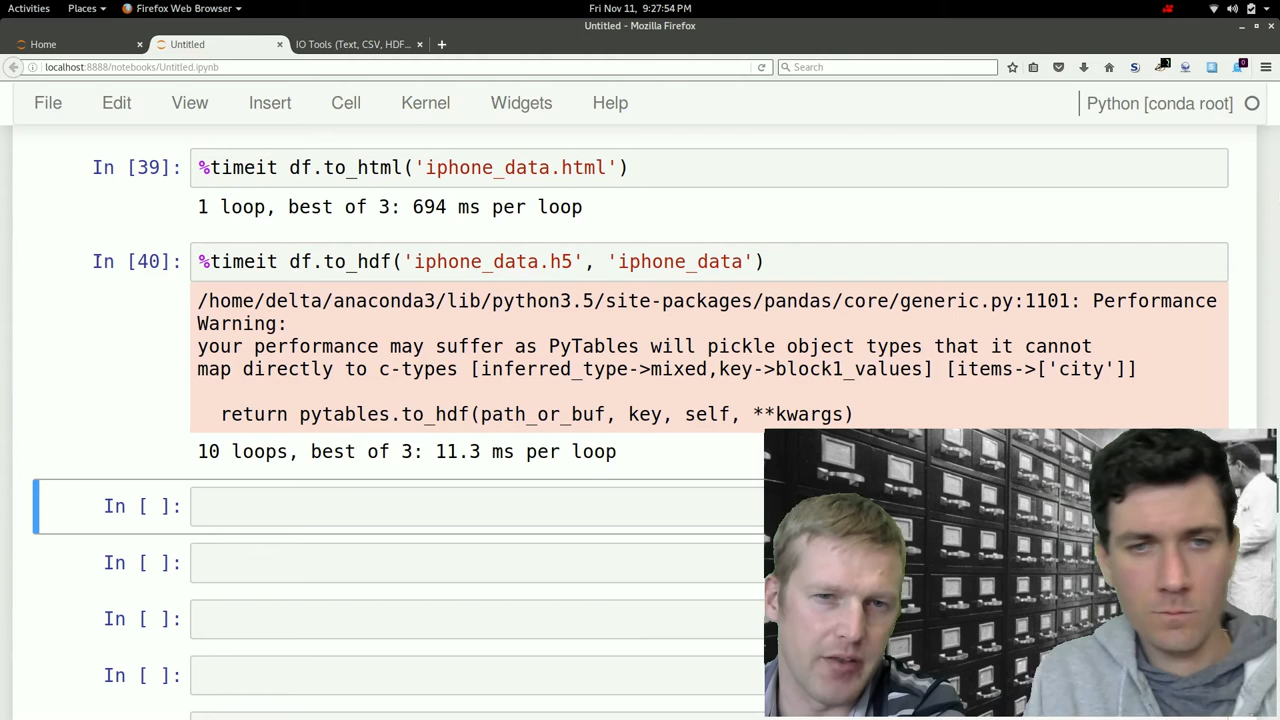 Activities Places Firefox Web Browser Fri Nov 11, 9:27:54 PM
Untitled - Mozilla Firefox
Home Untitled IO Tools (Text, CSV, HDF...
localhost:8888/notebooks/Untitled.ipynb Search
File Edit View Insert Cell Kernel Widgets Help Python [conda root]
In [39]: %timeit df.to_html('iphone_data.html')
1 loop, best of 3: 694 ms per loop
In [40]: %timeit df.to_hdf('iphone_data.h5', 'iphone_data')
/home/delta/anaconda3/lib/python3.5/site-packages/pandas/core/generic.py:1101: Performance
Warning:
your performance may suffer as PyTables will pickle object types that it cannot
map directly to c-types [inferred_type->mixed,key->block1_values] [items->['city']]
return pytables.to_hdf(path_or_buf, key, self, **kwargs)
10 loops, best of 3: 11.3 ms per loop
In [ ]:
In [ ]:
In [ ]:
In [ ]: